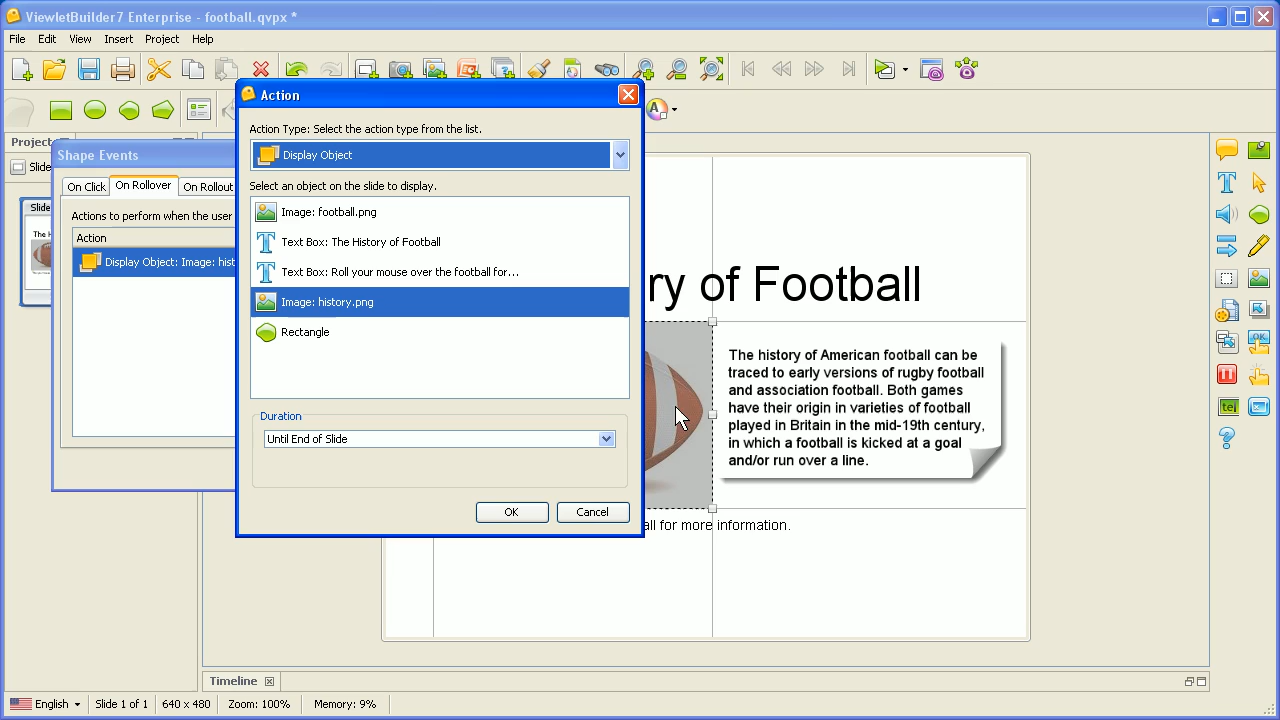 ViewletBuilder7 Enterprise - football.qvpx *
File Edit View Insert Project Help
Action
Action Type: Select the action type from the list.
Display Object
Select an object on the slide to display.
Image: football.png
Text Box: The History of Football
Text Box: Roll your mouse over the football for...
Image: history.png
Rectangle
Duration
Until End of Slide
OK Cancel
Project
Slide
Slide
The H
Shape Events
On Click On Rollover On Rollout
Actions to perform when the user
Action
Display Object: Image: hist
ry of Football
The history of American football can be
traced to early versions of rugby football
and association football. Both games
have their origin in varieties of football
played in Britain in the mid-19th century,
in which a football is kicked at a goal
and/or run over a line.
all for more information.
A
T
OK
tel
Timeline
English Slide 1 of 1 640 x 480 Zoom: 100% Memory: 9%